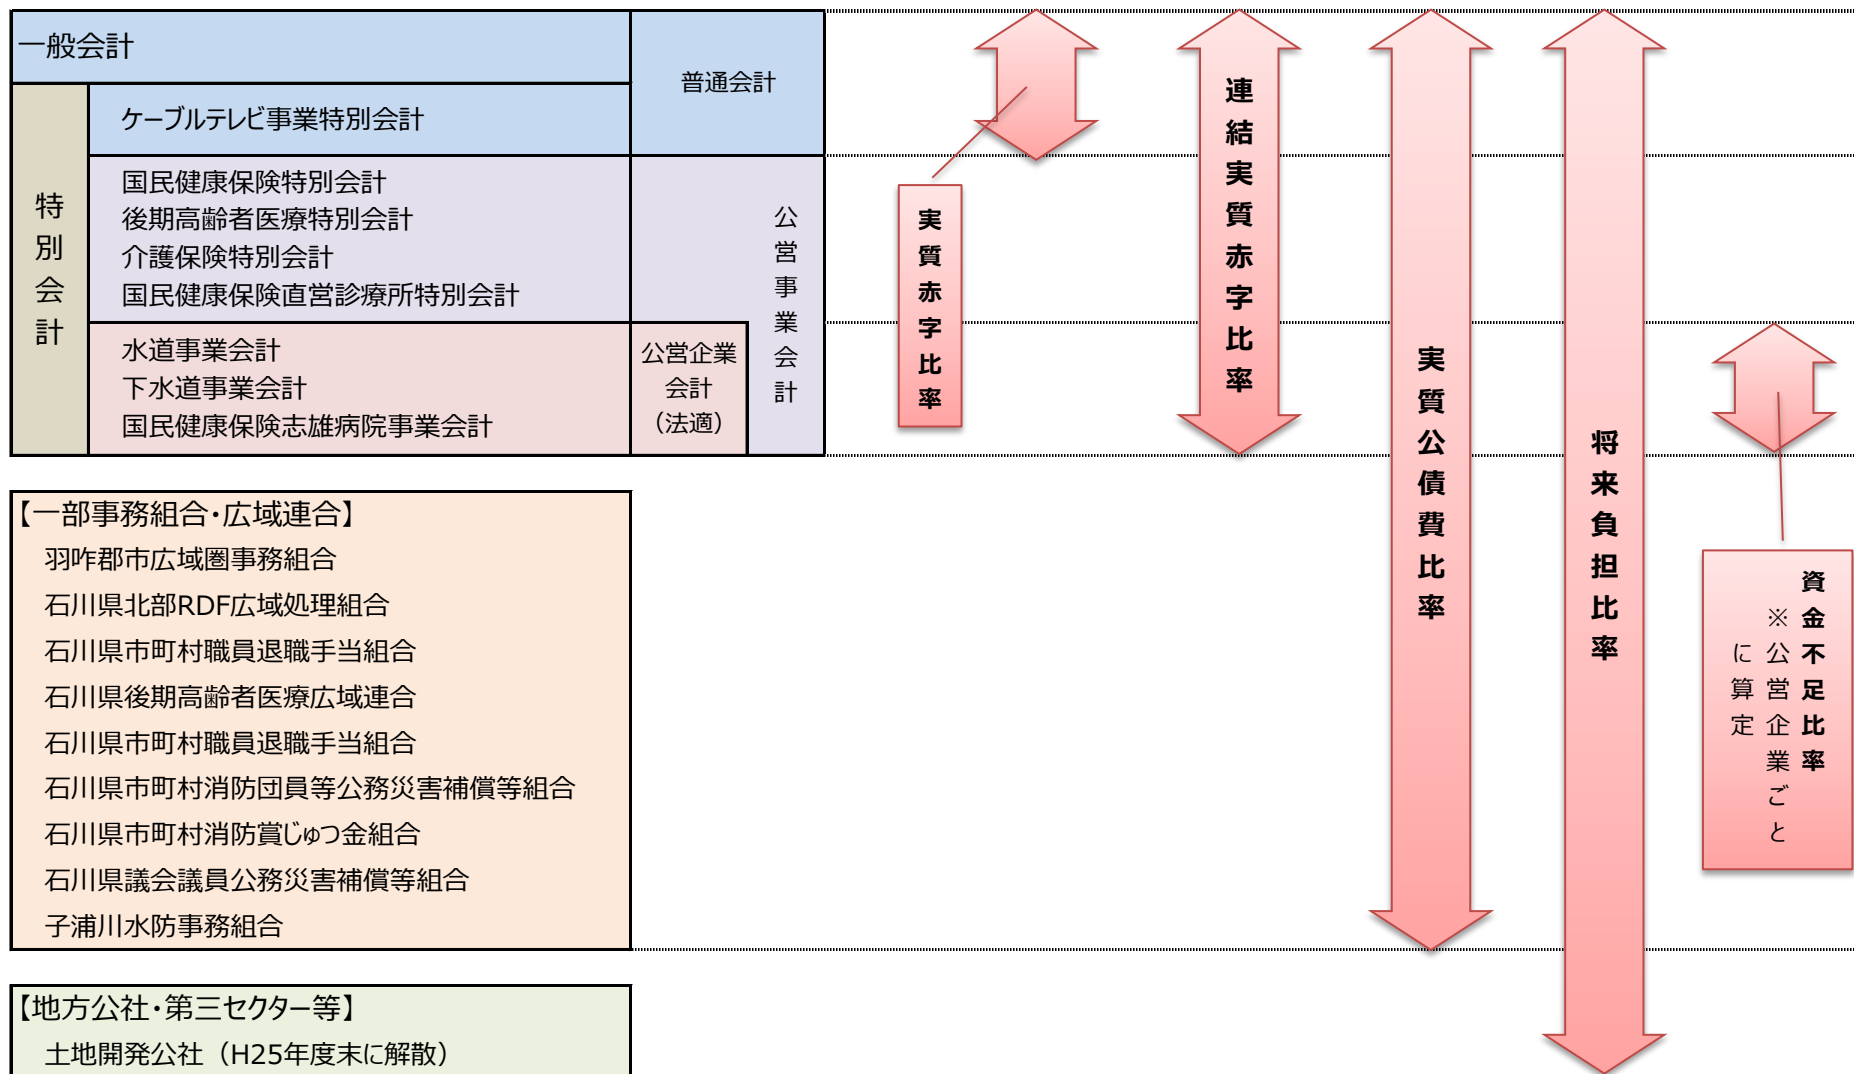 一般会計
普通会計
ケーブルテレビ事業特別会計
特別会計
国民健康保険特別会計
後期高齢者医療特別会計
介護保険特別会計
国民健康保険直営診療所特別会計
公営事業会計
水道事業会計
下水道事業会計
国民健康保険志雄病院事業会計
公営企業
会計
（法適）
実質赤字比率
連結実質赤字比率
実質公債費比率
将来負担比率
資金不足比率
※公営企業ごと
に算定
【一部事務組合・広域連合】
羽咋郡市広域圏事務組合
石川県北部RDF広域処理組合
石川県市町村職員退職手当組合
石川県後期高齢者医療広域連合
石川県市町村職員退職手当組合
石川県市町村消防団員等公務災害補償等組合
石川県市町村消防賞じゅつ金組合
石川県議会議員公務災害補償等組合
子浦川水防事務組合
【地方公社・第三セクター等】
土地開発公社（H25年度末に解散）